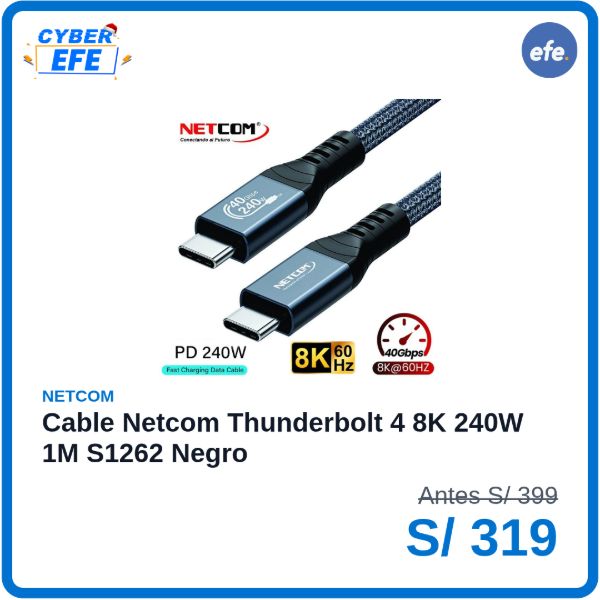 CYBER
EFE
efe.
NETCOM
Conectando al Futuro
40Gbps
240W
NETCOM
PD 240W
Fast Charging Data Cable
8K 60 Hz
40Gbps
8K@60HZ
NETCOM
Cable Netcom Thunderbolt 4 8K 240W
1M S1262 Negro
Antes S/ 399
S/ 319